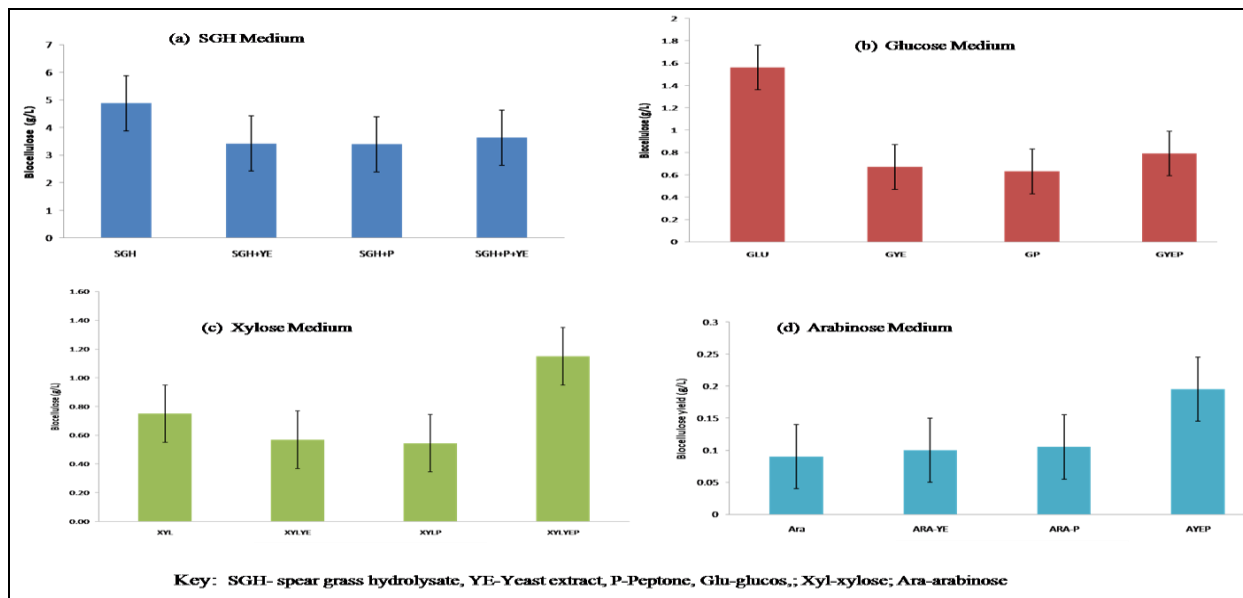 (a) SGH Medium
Biocellulose (g/L)
7
6
5
4
3
2
1
0
SGH SGH+YE SGH+P SGH+P+YE
(b) Glucose Medium
Biocellulose(g/L)
2
1.8
1.6
1.4
1.2
1
0.8
0.6
0.4
0.2
0
GLU GYE GP GYEP
(c) Xylose Medium
Biocellulose(g/L)
1.60
1.40
1.20
1.00
0.80
0.60
0.40
0.20
0.00
XYL XYLYE XYLP XYLYEP
(d) Arabinose Medium
Biocellulose yield (g/L)
0.3
0.25
0.2
0.15
0.1
0.05
0
Ara ARA-YE ARA-P AYEP
Key: SGH- spear grass hydrolysate, YE-Yeast extract, P-Peptone, Glu-glucos,; Xyl-xylose; Ara-arabinose